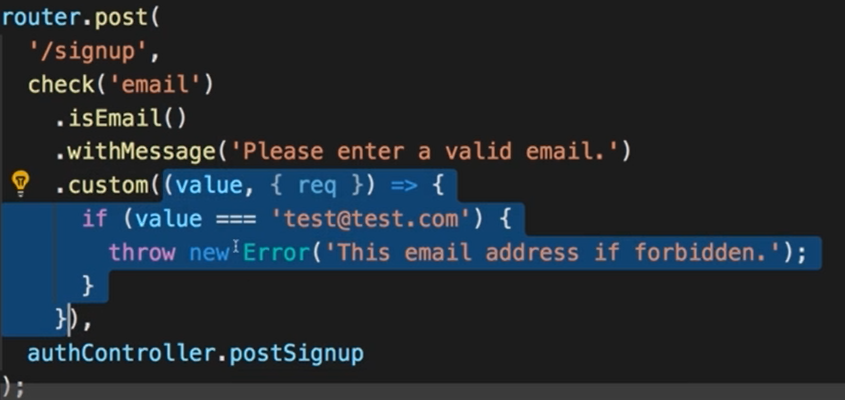 router.post(
'/signup',
check('email')
.isEmail()
.withMessage('Please enter a valid email.')
.custom((value, { req }) => {
if (value === 'test@test.com') {
throw new Error('This email address if forbidden.');
}
}),
authController.postSignup
);